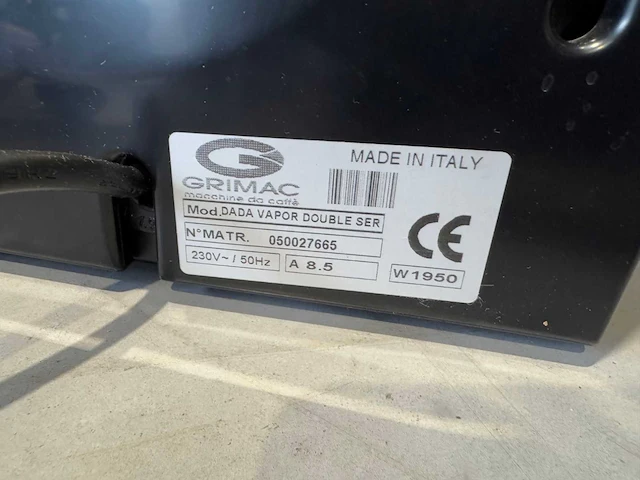 GRIMAC
macchine da caffè
MADE IN ITALY
Mod.DADA VAPOR DOUBLE SER
N°MATR. 050027665
230V~ / 50Hz A 8.5
CE
W1950